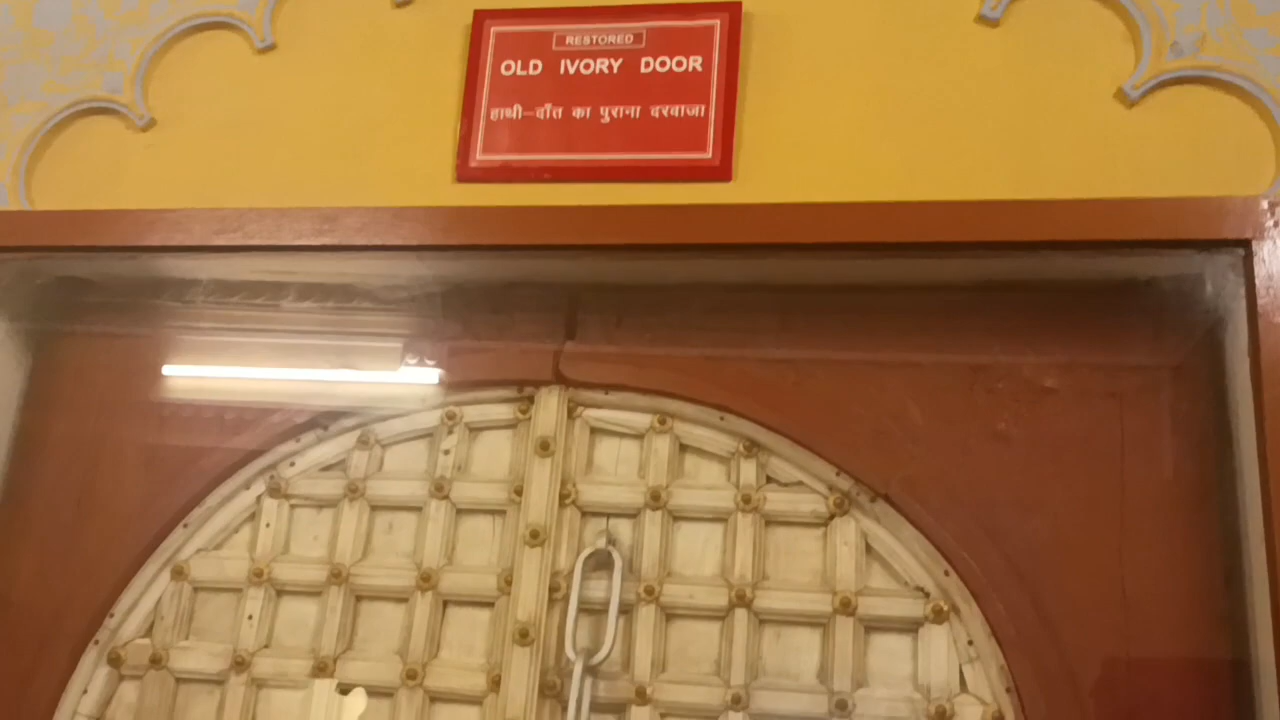 RESTORED
OLD IVORY DOOR
हाथी-दाँत का पुराना दरवाजा